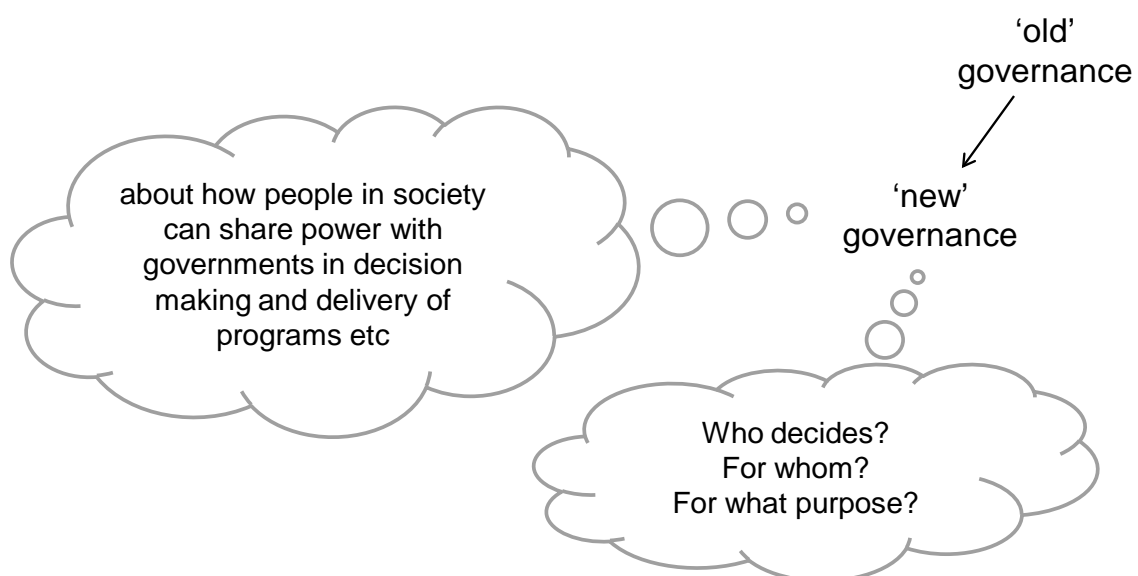 ‘old’
governance
‘new’
governance
about how people in society
can share power with
governments in decision
making and delivery of
programs etc
Who decides?
For whom?
For what purpose?